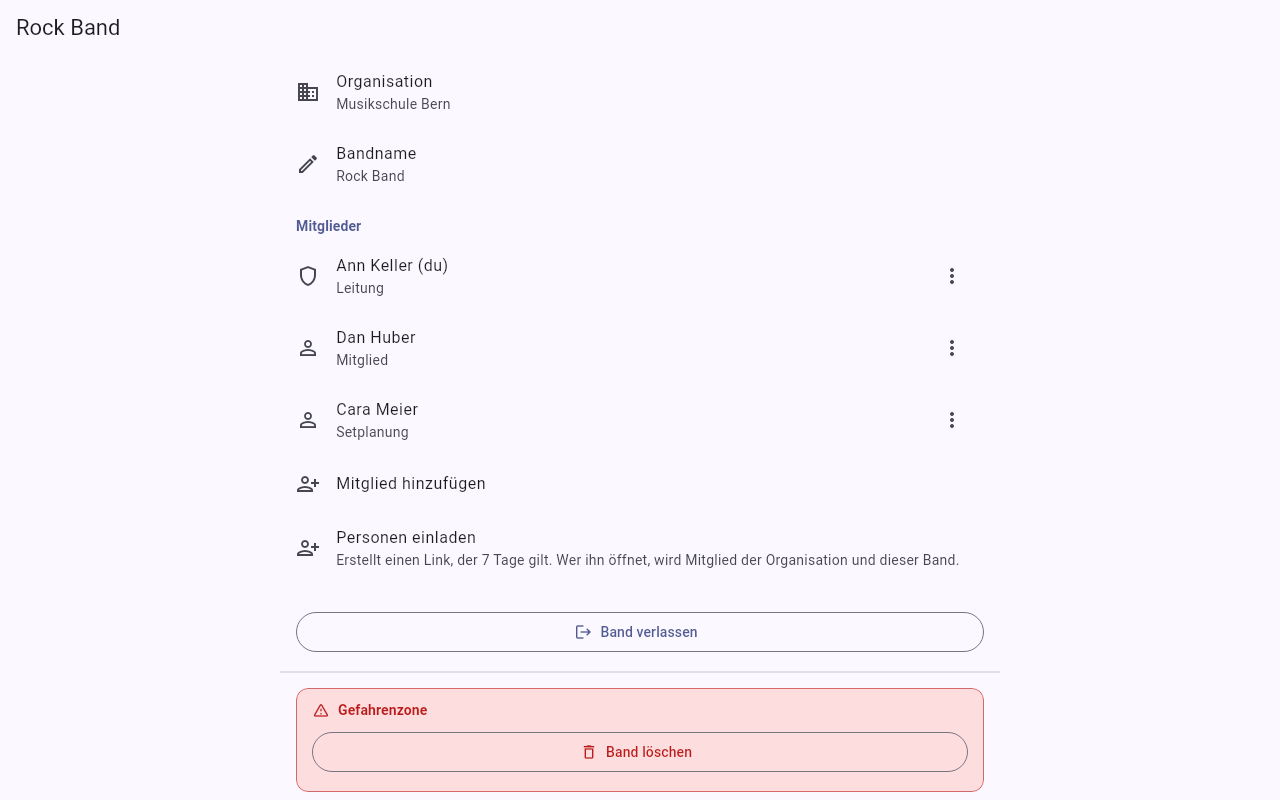 Rock Band
Organisation
Musikschule Bern
Bandname
Rock Band
Mitglieder
Ann Keller (du)
Leitung
Dan Huber
Mitglied
Cara Meier
Setplanung
Mitglied hinzufügen
Personen einladen
Erstellt einen Link, der 7 Tage gilt. Wer ihn öffnet, wird Mitglied der Organisation und dieser Band.
Band verlassen
Gefahrenzone
Band löschen